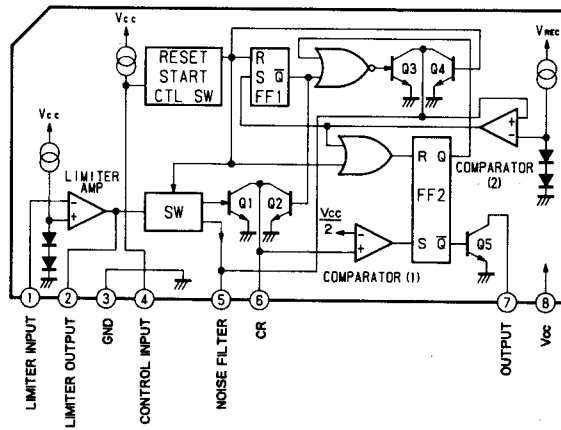 Vcc
RESET
START
CTL SW
R
S Q̅
FF1
Q3
Q4
VREC
Vcc
LIMITER
AMP
SW
Q1
Q2
R Q
FF2
S Q̅
COMPARATOR
(2)
Vcc
2
COMPARATOR (1)
Q5
-
+
+
-
-
+
1
2
3
4
5
6
7
8
LIMITER INPUT
LIMITER OUTPUT
GND
CONTROL INPUT
NOISE FILTER
CR
OUTPUT
Vcc